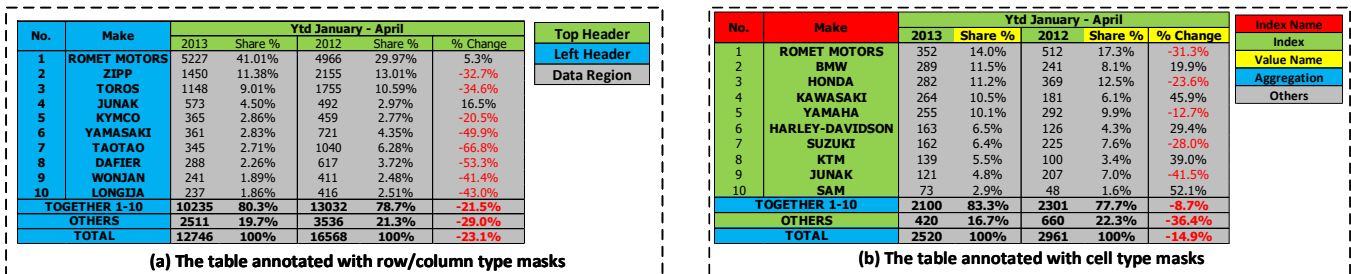 No. Make Ytd January - April
2013 Share % 2012 Share % % Change
1 ROMET MOTORS 5227 41.01% 4966 29.97% 5.3%
2 ZIPP 1450 11.38% 2155 13.01% -32.7%
3 TOROS 1148 9.01% 1755 10.59% -34.6%
4 JUNAK 573 4.50% 492 2.97% 16.5%
5 KYMCO 365 2.86% 459 2.77% -20.5%
6 YAMASAKI 361 2.83% 721 4.35% -49.9%
7 TAOTAO 345 2.71% 1040 6.28% -66.8%
8 DAFIER 288 2.26% 617 3.72% -53.3%
9 WONJAN 241 1.89% 411 2.48% -41.4%
10 LONGIJA 237 1.86% 416 2.51% -43.0%
TOGETHER 1-10 10235 80.3% 13032 78.7% -21.5%
OTHERS 2511 19.7% 3536 21.3% -29.0%
TOTAL 12746 100% 16568 100% -23.1%
Top Header
Left Header
Data Region
(a) The table annotated with row/column type masks
No. Make Ytd January - April
2013 Share % 2012 Share % % Change
1 ROMET MOTORS 352 14.0% 512 17.3% -31.3%
2 BMW 289 11.5% 241 8.1% 19.9%
3 HONDA 282 11.2% 369 12.5% -23.6%
4 KAWASAKI 264 10.5% 181 6.1% 45.9%
5 YAMAHA 255 10.1% 292 9.9% -12.7%
6 HARLEY-DAVIDSON 163 6.5% 126 4.3% 29.4%
7 SUZUKI 162 6.4% 225 7.6% -28.0%
8 KTM 139 5.5% 100 3.4% 39.0%
9 JUNAK 121 4.8% 207 7.0% -41.5%
10 SAM 73 2.9% 48 1.6% 52.1%
TOGETHER 1-10 2100 83.3% 2301 77.7% -8.7%
OTHERS 420 16.7% 660 22.3% -36.4%
TOTAL 2520 100% 2961 100% -14.9%
Index Name
Index
Value Name
Aggregation
Others
(b) The table annotated with cell type masks